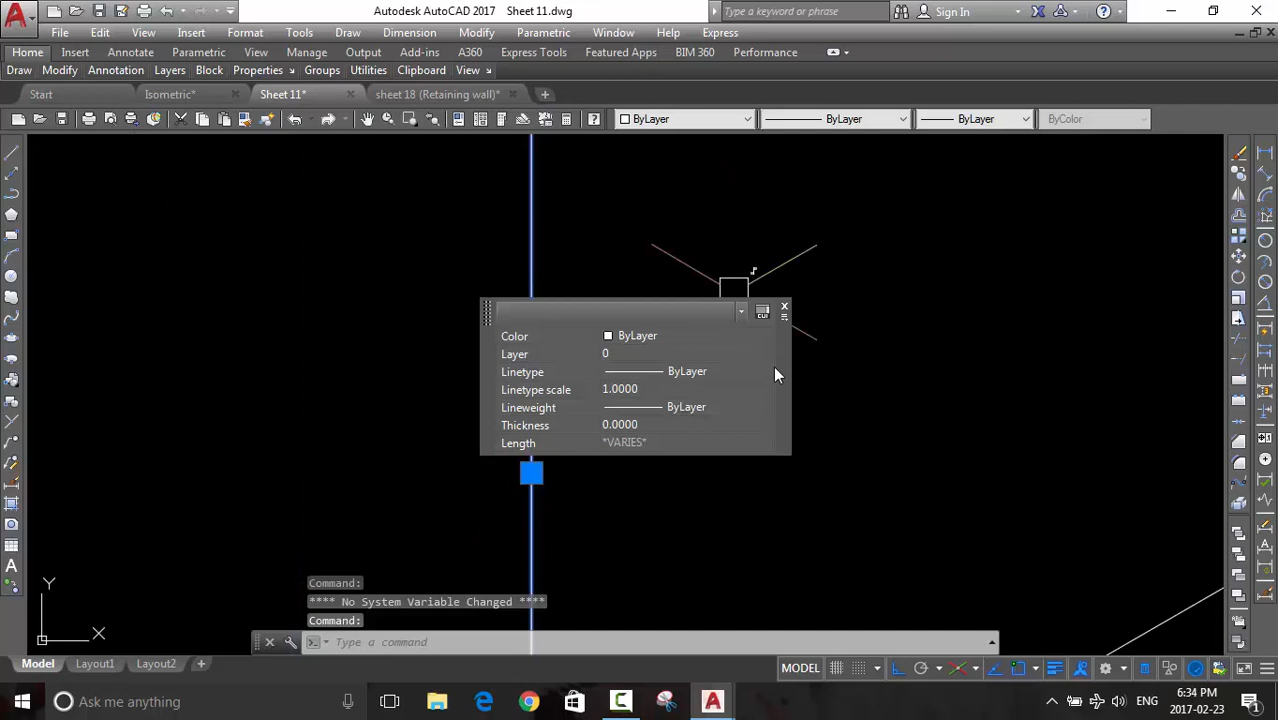 Autodesk AutoCAD 2017 Sheet 11.dwg
Type a keyword or phrase
Sign In
File Edit View Insert Format Tools Draw Dimension Modify Parametric Window Help Express
Home Insert Annotate Parametric View Manage Output Add-ins A360 Express Tools Featured Apps BIM 360 Performance
Draw Modify Annotation Layers Block Properties Groups Utilities Clipboard View
Start Isometric* Sheet 11* sheet 18 (Retaining wall)*
ByLayer ByLayer ByLayer ByColor
CUI
Color ByLayer
Layer 0
Linetype ByLayer
Linetype scale 1.0000
Lineweight ByLayer
Thickness 0.0000
Length *VARIES*
Command:
**** No System Variable Changed ****
Command:
Y
X
Type a command
Model Layout1 Layout2
MODEL
Ask me anything
ENG
6:34 PM
2017-02-23